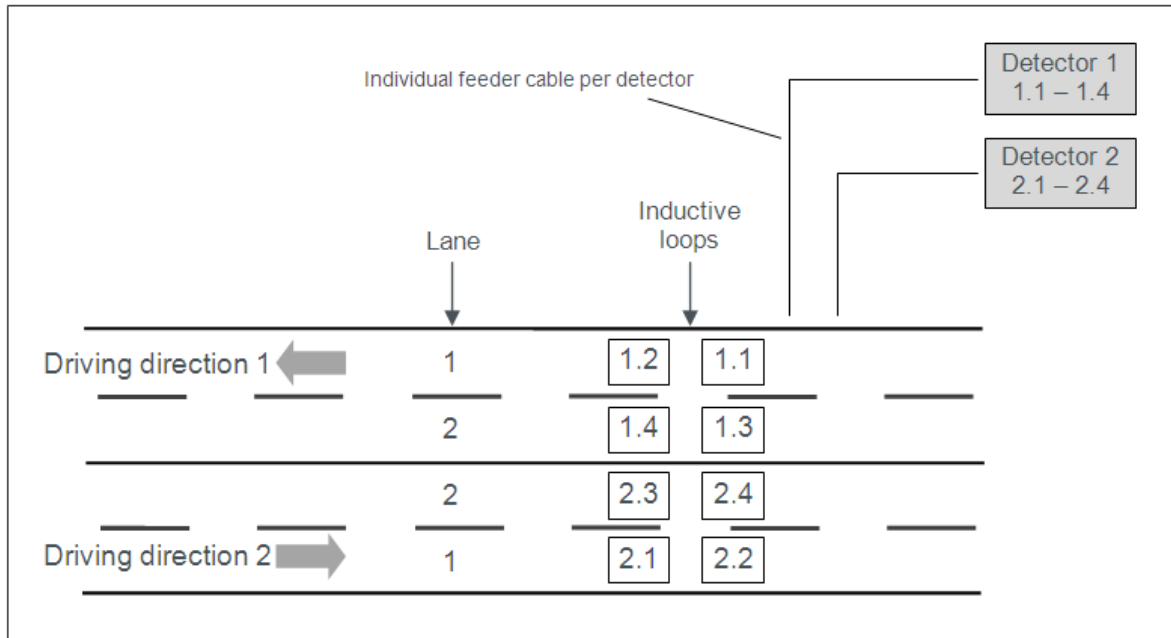 Detector 1
1.1 – 1.4
Individual feeder cable per detector
Detector 2
2.1 – 2.4
Inductive
loops
Lane
Driving direction 1
1
1.2
1.1
2
1.4
1.3
2
2.3
2.4
Driving direction 2
1
2.1
2.2